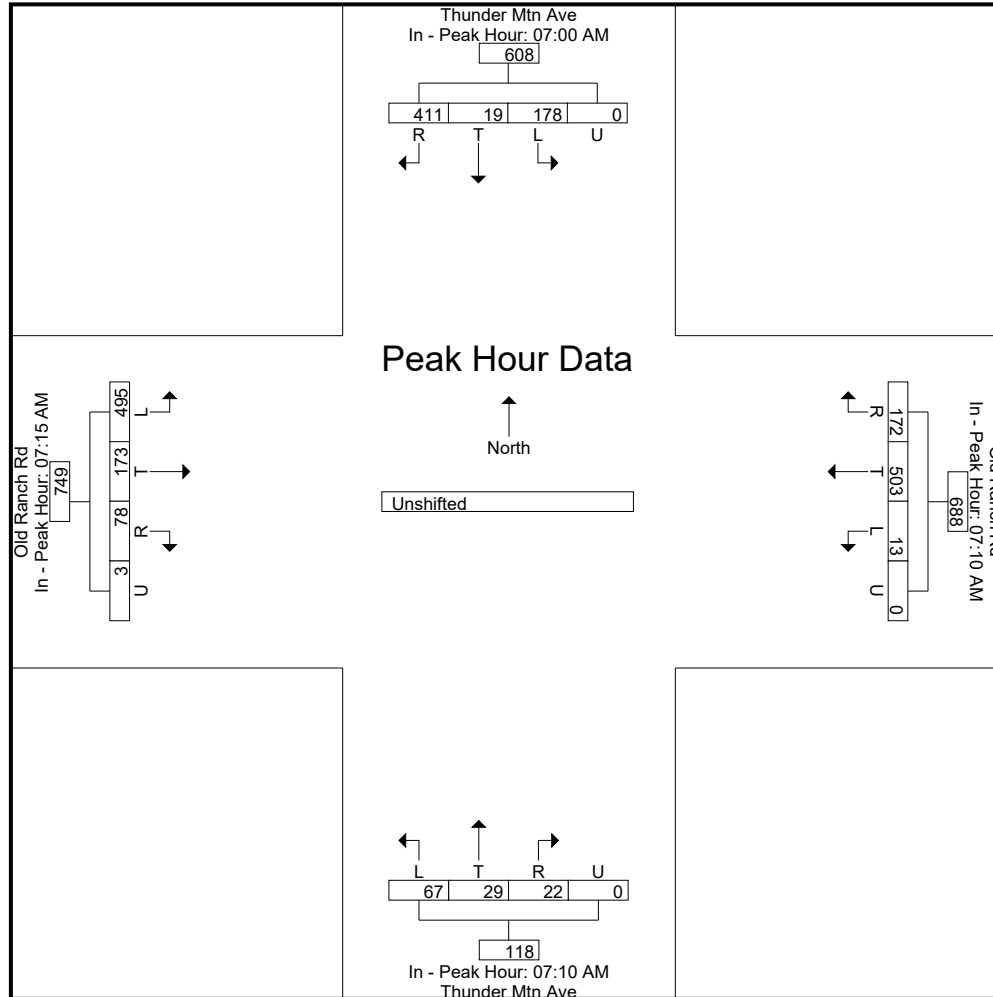 Thunder Mtn Ave
In - Peak Hour: 07:00 AM
608
411 19 178 0
R T L U
Peak Hour Data
North
Unshifted
Old Ranch Rd
In - Peak Hour: 07:15 AM
749
495 173 78 3
L T R U
In - Peak Hour: 07:10 AM
688
172 503 13 0
R T L U
L T R U
67 29 22 0
118
In - Peak Hour: 07:10 AM
Thunder Mtn Ave